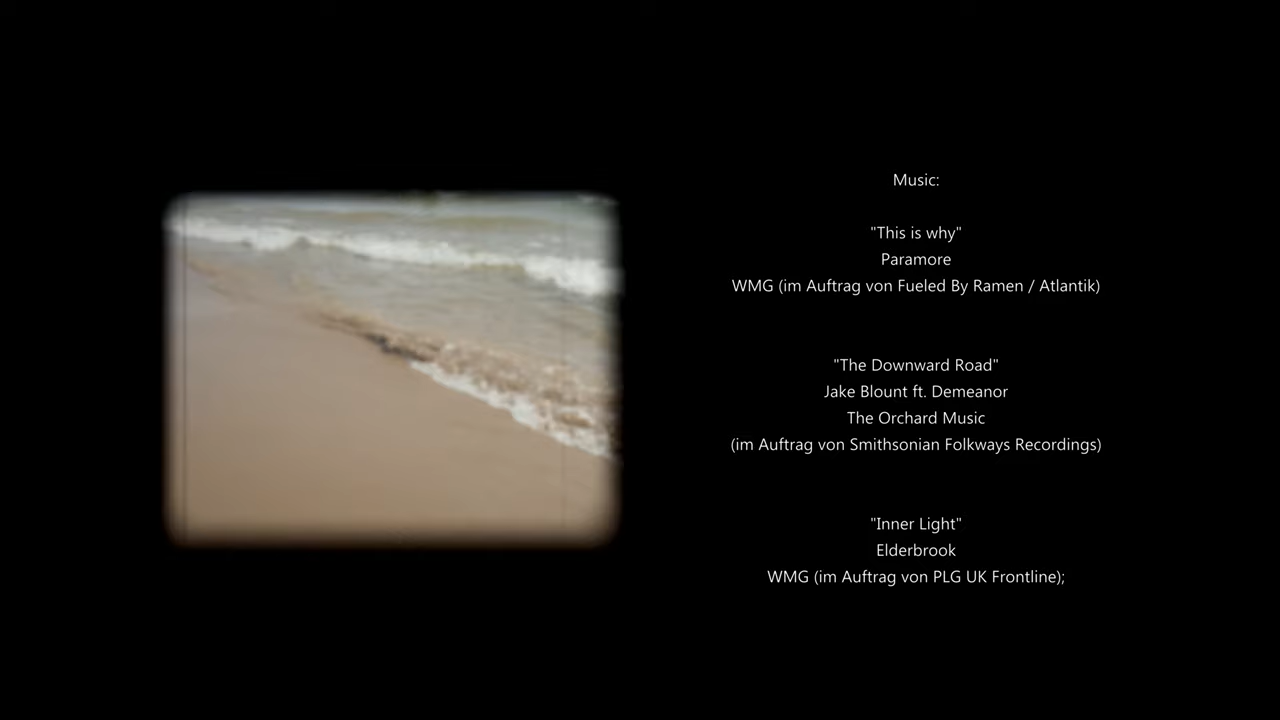 Music:
"This is why"
Paramore
WMG (im Auftrag von Fueled By Ramen / Atlantik)
"The Downward Road"
Jake Blount ft. Demeanor
The Orchard Music
(im Auftrag von Smithsonian Folkways Recordings)
"Inner Light"
Elderbrook
WMG (im Auftrag von PLG UK Frontline);